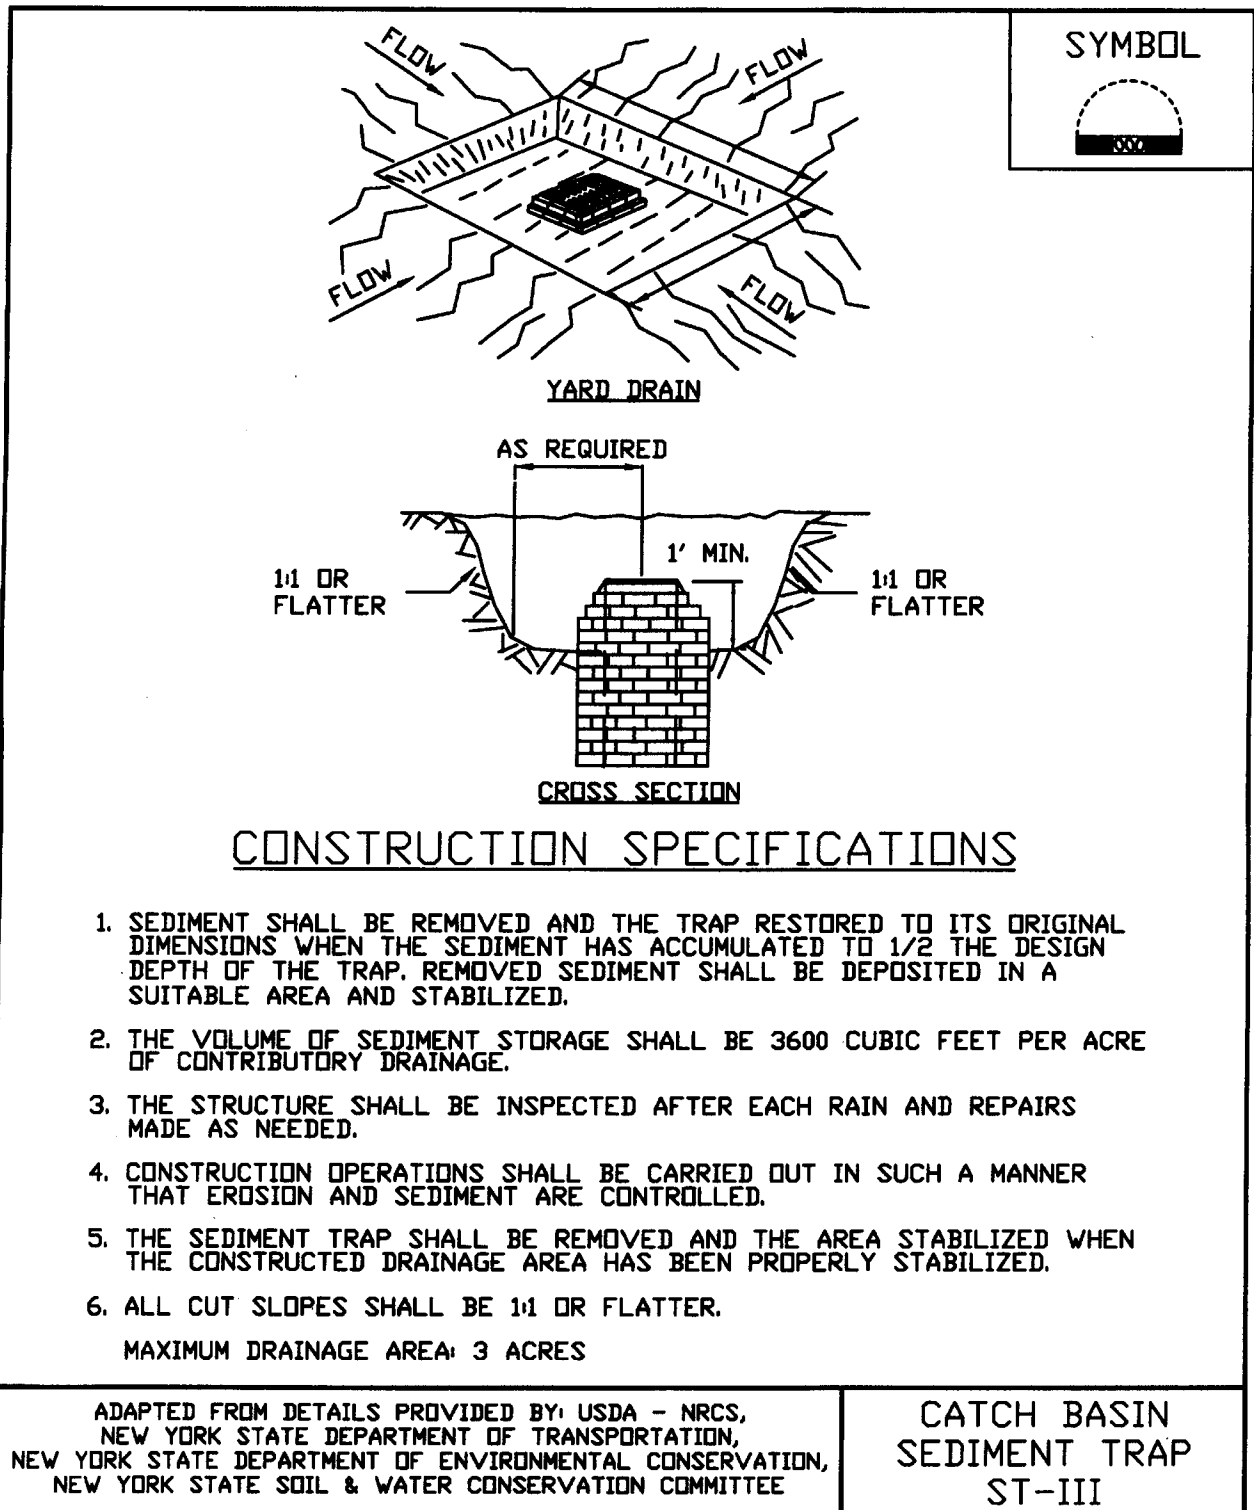 SYMBOL
FLOW
FLOW
FLOW
FLOW
YARD DRAIN
AS REQUIRED
1' MIN.
1:1 OR
FLATTER
1:1 OR
FLATTER
CROSS SECTION
CONSTRUCTION SPECIFICATIONS
1. SEDIMENT SHALL BE REMOVED AND THE TRAP RESTORED TO ITS ORIGINAL
DIMENSIONS WHEN THE SEDIMENT HAS ACCUMULATED TO 1/2 THE DESIGN
DEPTH OF THE TRAP. REMOVED SEDIMENT SHALL BE DEPOSITED IN A
SUITABLE AREA AND STABILIZED.
2. THE VOLUME OF SEDIMENT STORAGE SHALL BE 3600 CUBIC FEET PER ACRE
OF CONTRIBUTORY DRAINAGE.
3. THE STRUCTURE SHALL BE INSPECTED AFTER EACH RAIN AND REPAIRS
MADE AS NEEDED.
4. CONSTRUCTION OPERATIONS SHALL BE CARRIED OUT IN SUCH A MANNER
THAT EROSION AND SEDIMENT ARE CONTROLLED.
5. THE SEDIMENT TRAP SHALL BE REMOVED AND THE AREA STABILIZED WHEN
THE CONSTRUCTED DRAINAGE AREA HAS BEEN PROPERLY STABILIZED.
6. ALL CUT SLOPES SHALL BE 1:1 OR FLATTER.
MAXIMUM DRAINAGE AREA: 3 ACRES
ADAPTED FROM DETAILS PROVIDED BY: USDA - NRCS,
NEW YORK STATE DEPARTMENT OF TRANSPORTATION,
NEW YORK STATE DEPARTMENT OF ENVIRONMENTAL CONSERVATION,
NEW YORK STATE SOIL & WATER CONSERVATION COMMITTEE
CATCH BASIN
SEDIMENT TRAP
ST-III